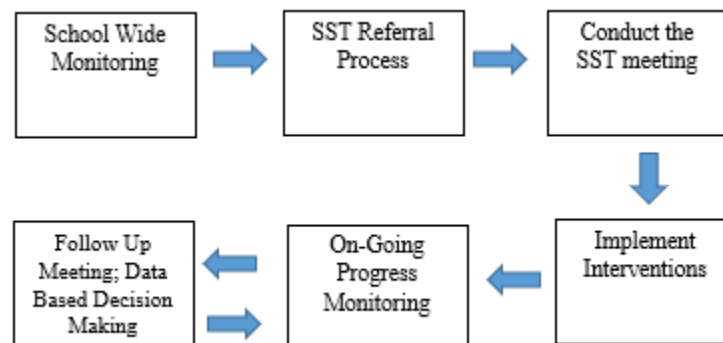 School Wide
Monitoring
SST Referral
Process
Conduct the
SST meeting
Implement
Interventions
On-Going
Progress
Monitoring
Follow Up
Meeting; Data
Based Decision
Making